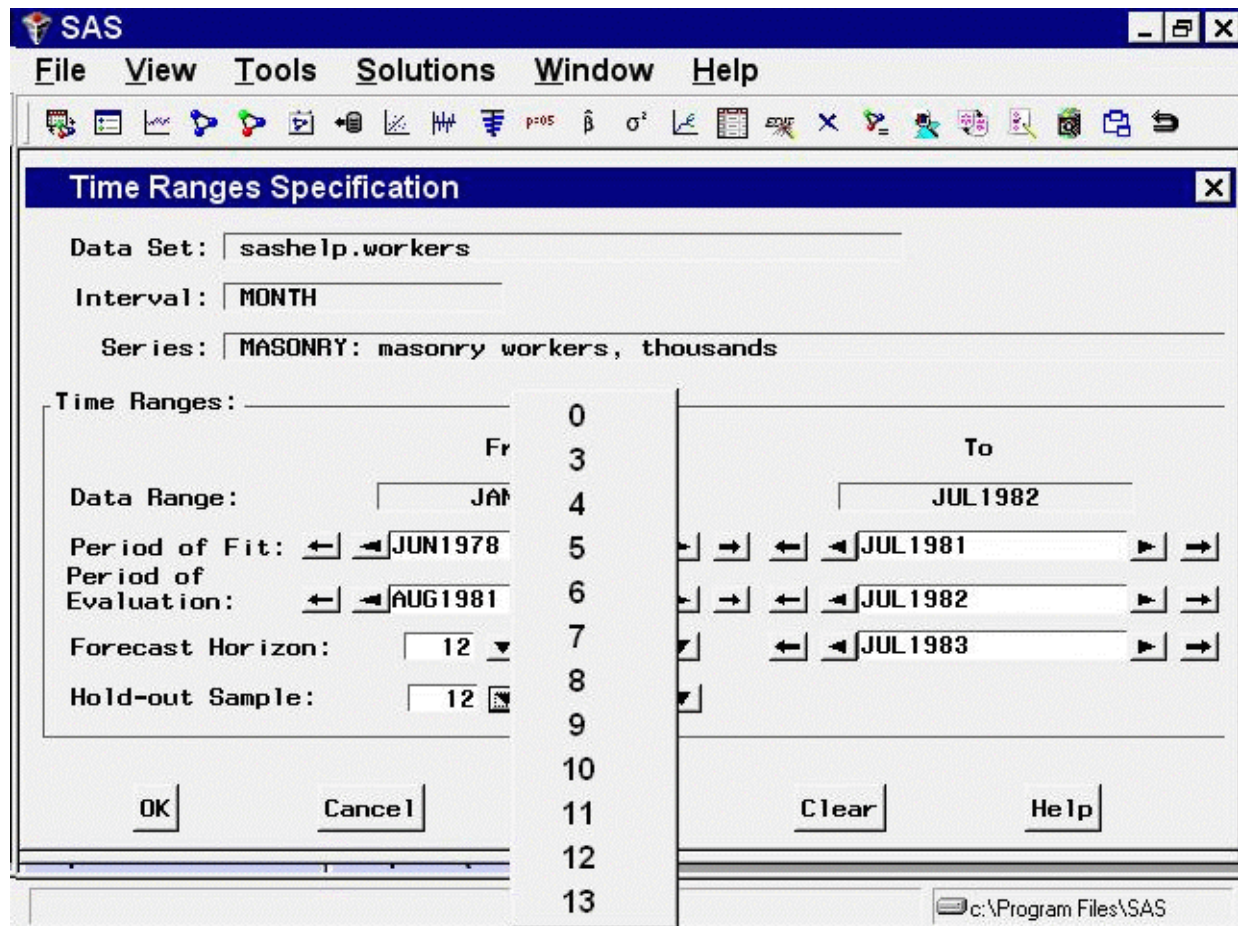 SAS
File View Tools Solutions Window Help
p=05 β̂ σ²
Time Ranges Specification
Data Set: sashelp.workers
Interval: MONTH
Series: MASONRY: masonry workers, thousands
Time Ranges:
To
Data Range: JUL1982
Period of Fit: JUN1978 JUL1981
Period of
Evaluation: AUG1981 JUL1982
Forecast Horizon: 12 JUL1983
Hold-out Sample: 12
0
3
4
5
6
7
8
9
10
11
12
13
OK Cancel Clear Help
c:\Program Files\SAS